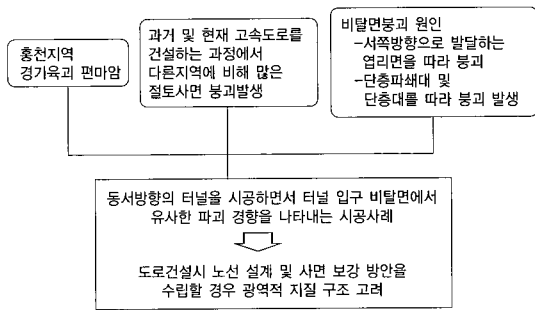 홍천지역
경기육괴 편마암
과거 및 현재 고속도로를
건설하는 과정에서
다른지역에 비해 많은
절토사면 붕괴발생
비탈면붕괴 원인
-서쪽방향으로 발달하는
엽리면을 따라 붕괴
-단층파쇄대 및
단층대를 따라 붕괴 발생
동서방향의 터널을 시공하면서 터널 입구 비탈면에서
유사한 파괴 경향을 나타내는 시공사례
도로건설시 노선 설계 및 사면 보강 방안을
수립할 경우 광역적 지질 구조 고려